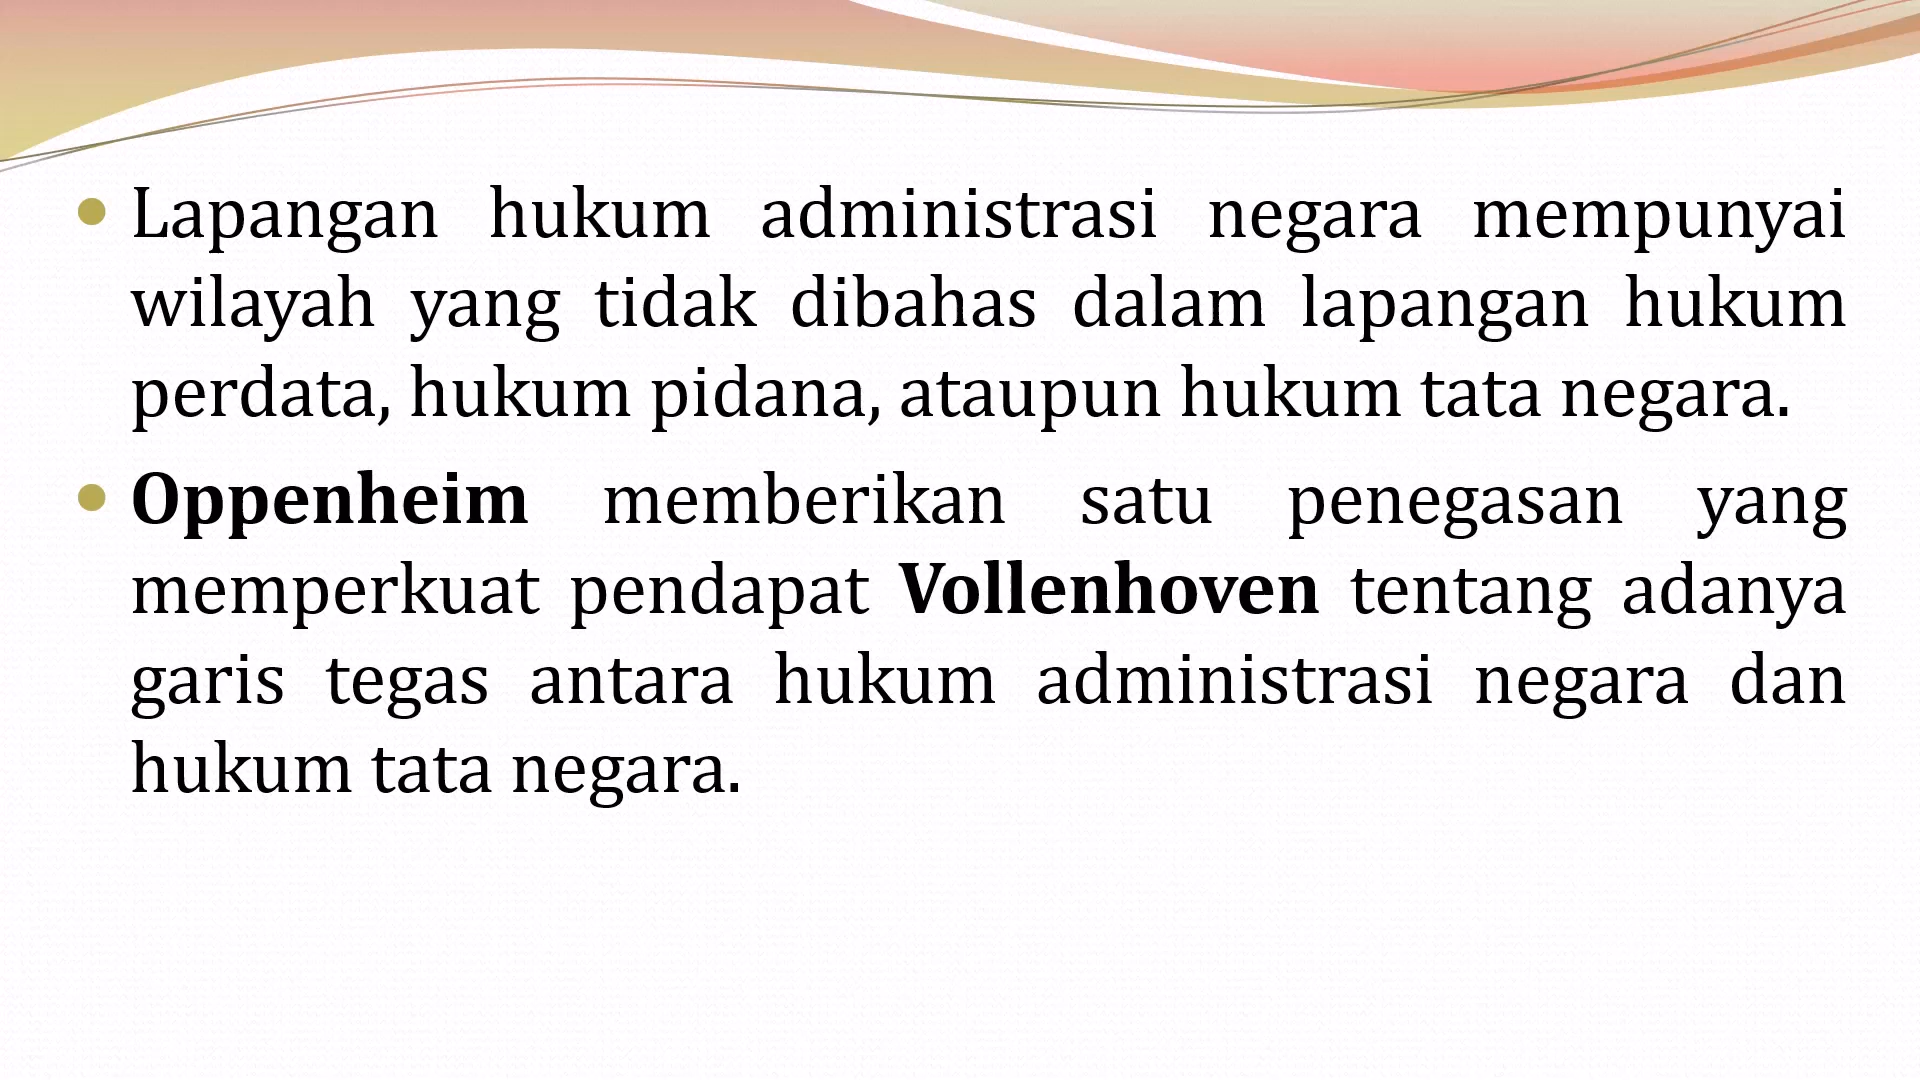 Lapangan hukum administrasi negara mempunyai
wilayah yang tidak dibahas dalam lapangan hukum
perdata, hukum pidana, ataupun hukum tata negara.
Oppenheim memberikan satu penegasan yang
memperkuat pendapat Vollenhoven tentang adanya
garis tegas antara hukum administrasi negara dan
hukum tata negara.